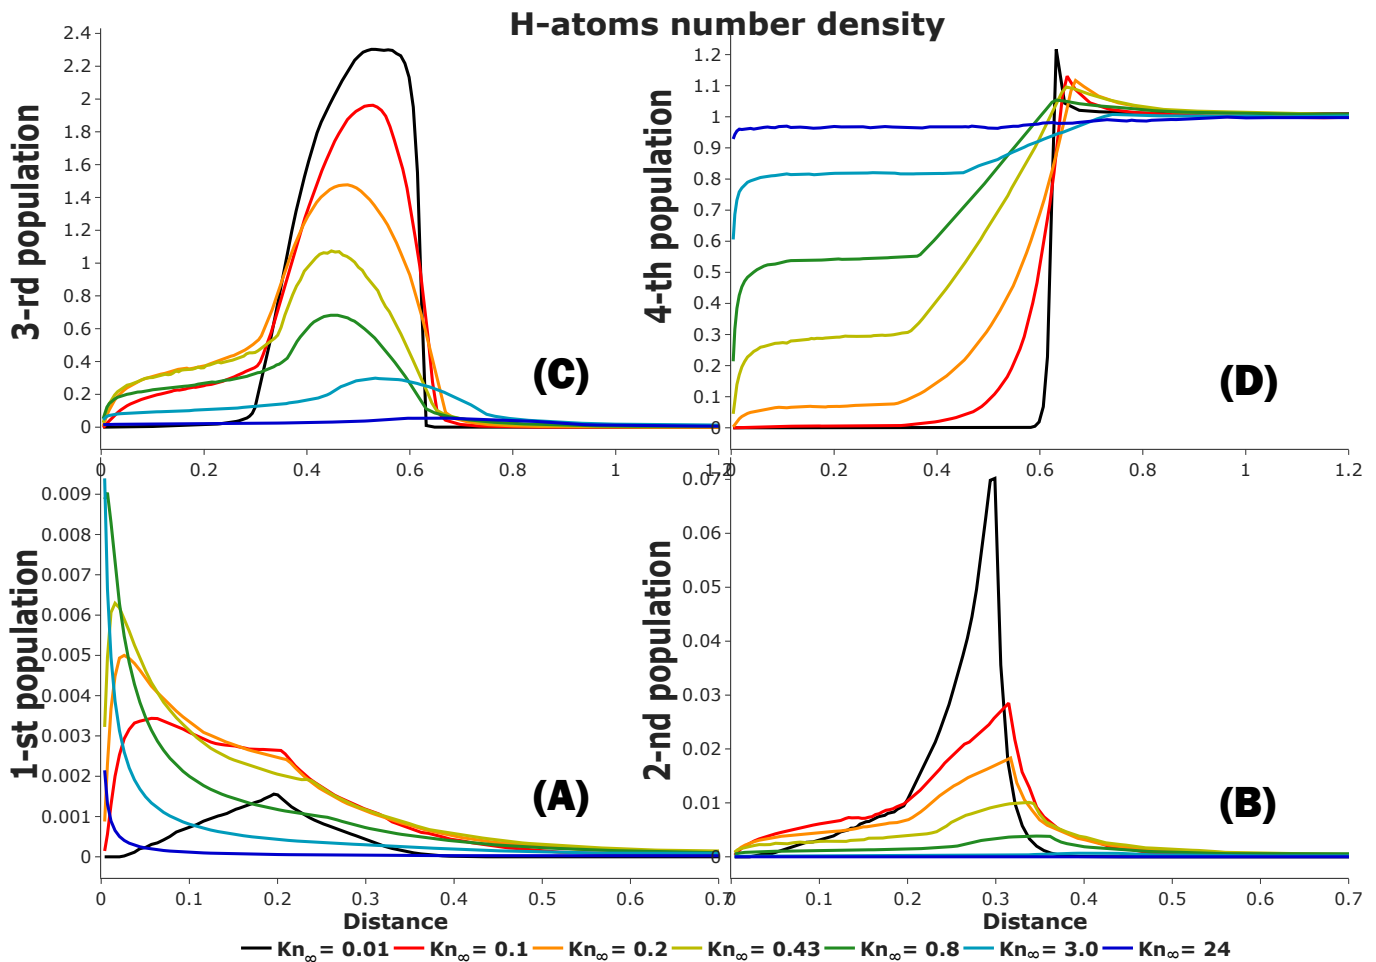 H-atoms number density
3-rd population
2.4
2.2
2
1.8
1.6
1.4
1.2
1
0.8
0.6
0.4
0.2
0
(C)
0 0.2 0.4 0.6 0.8 1 1.2
4-th population
1.2
1.1
1
0.9
0.8
0.7
0.6
0.5
0.4
0.3
0.2
0.1
0
(D)
0 0.2 0.4 0.6 0.8 1 1.2
1-st population
0.009
0.008
0.007
0.006
0.005
0.004
0.003
0.002
0.001
0
(A)
0 0.1 0.2 0.3 0.4 0.5 0.6 0.7
Distance
2-nd population
0.07
0.06
0.05
0.04
0.03
0.02
0.01
0
(B)
0 0.1 0.2 0.3 0.4 0.5 0.6 0.7
Distance
Kn∞= 0.01 Kn∞= 0.1 Kn∞= 0.2 Kn∞= 0.43 Kn∞= 0.8 Kn∞= 3.0 Kn∞= 24